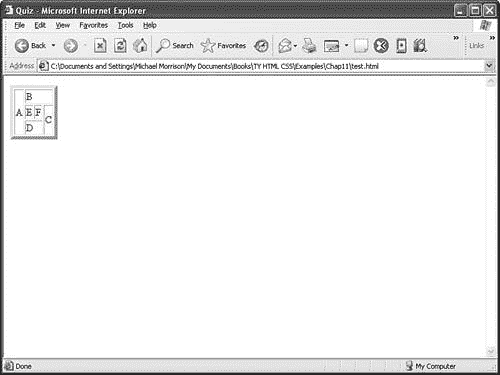 Quiz - Microsoft Internet Explorer
File Edit View Favorites Tools Help
Back Search Favorites Links
Address C:\Documents and Settings\Michael Morrison\My Documents\Books\TY HTML CSS\Examples\Chap11\test.html
B
A E F C
D
Done My Computer